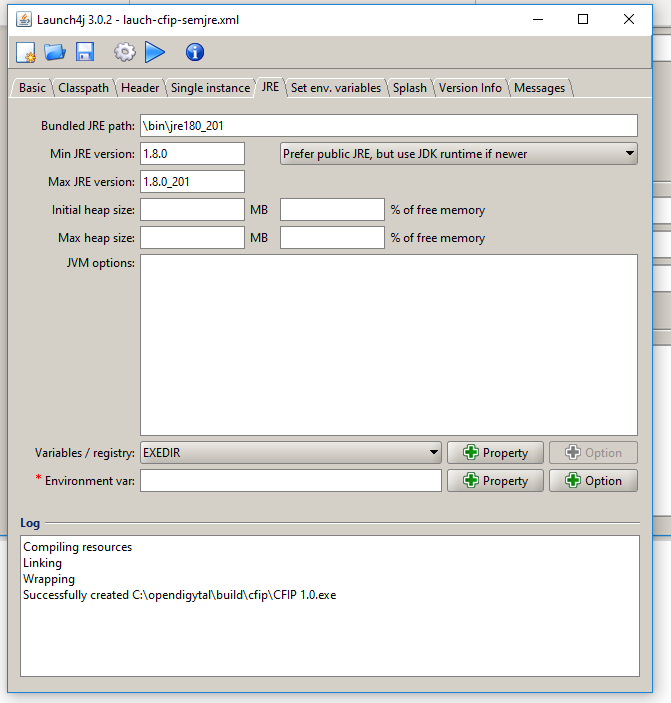 Launch4j 3.0.2 - lauch-cfip-semjre.xml
Basic Classpath Header Single instance JRE Set env. variables Splash Version Info Messages
Bundled JRE path: \bin\jre180_201
Min JRE version: 1.8.0 Prefer public JRE, but use JDK runtime if newer
Max JRE version: 1.8.0_201
Initial heap size: MB % of free memory
Max heap size: MB % of free memory
JVM options:
Variables / registry: EXEDIR Property Option
* Environment var: Property Option
Log
Compiling resources
Linking
Wrapping
Successfully created C:\opendigytal\build\cfip\CFIP 1.0.exe